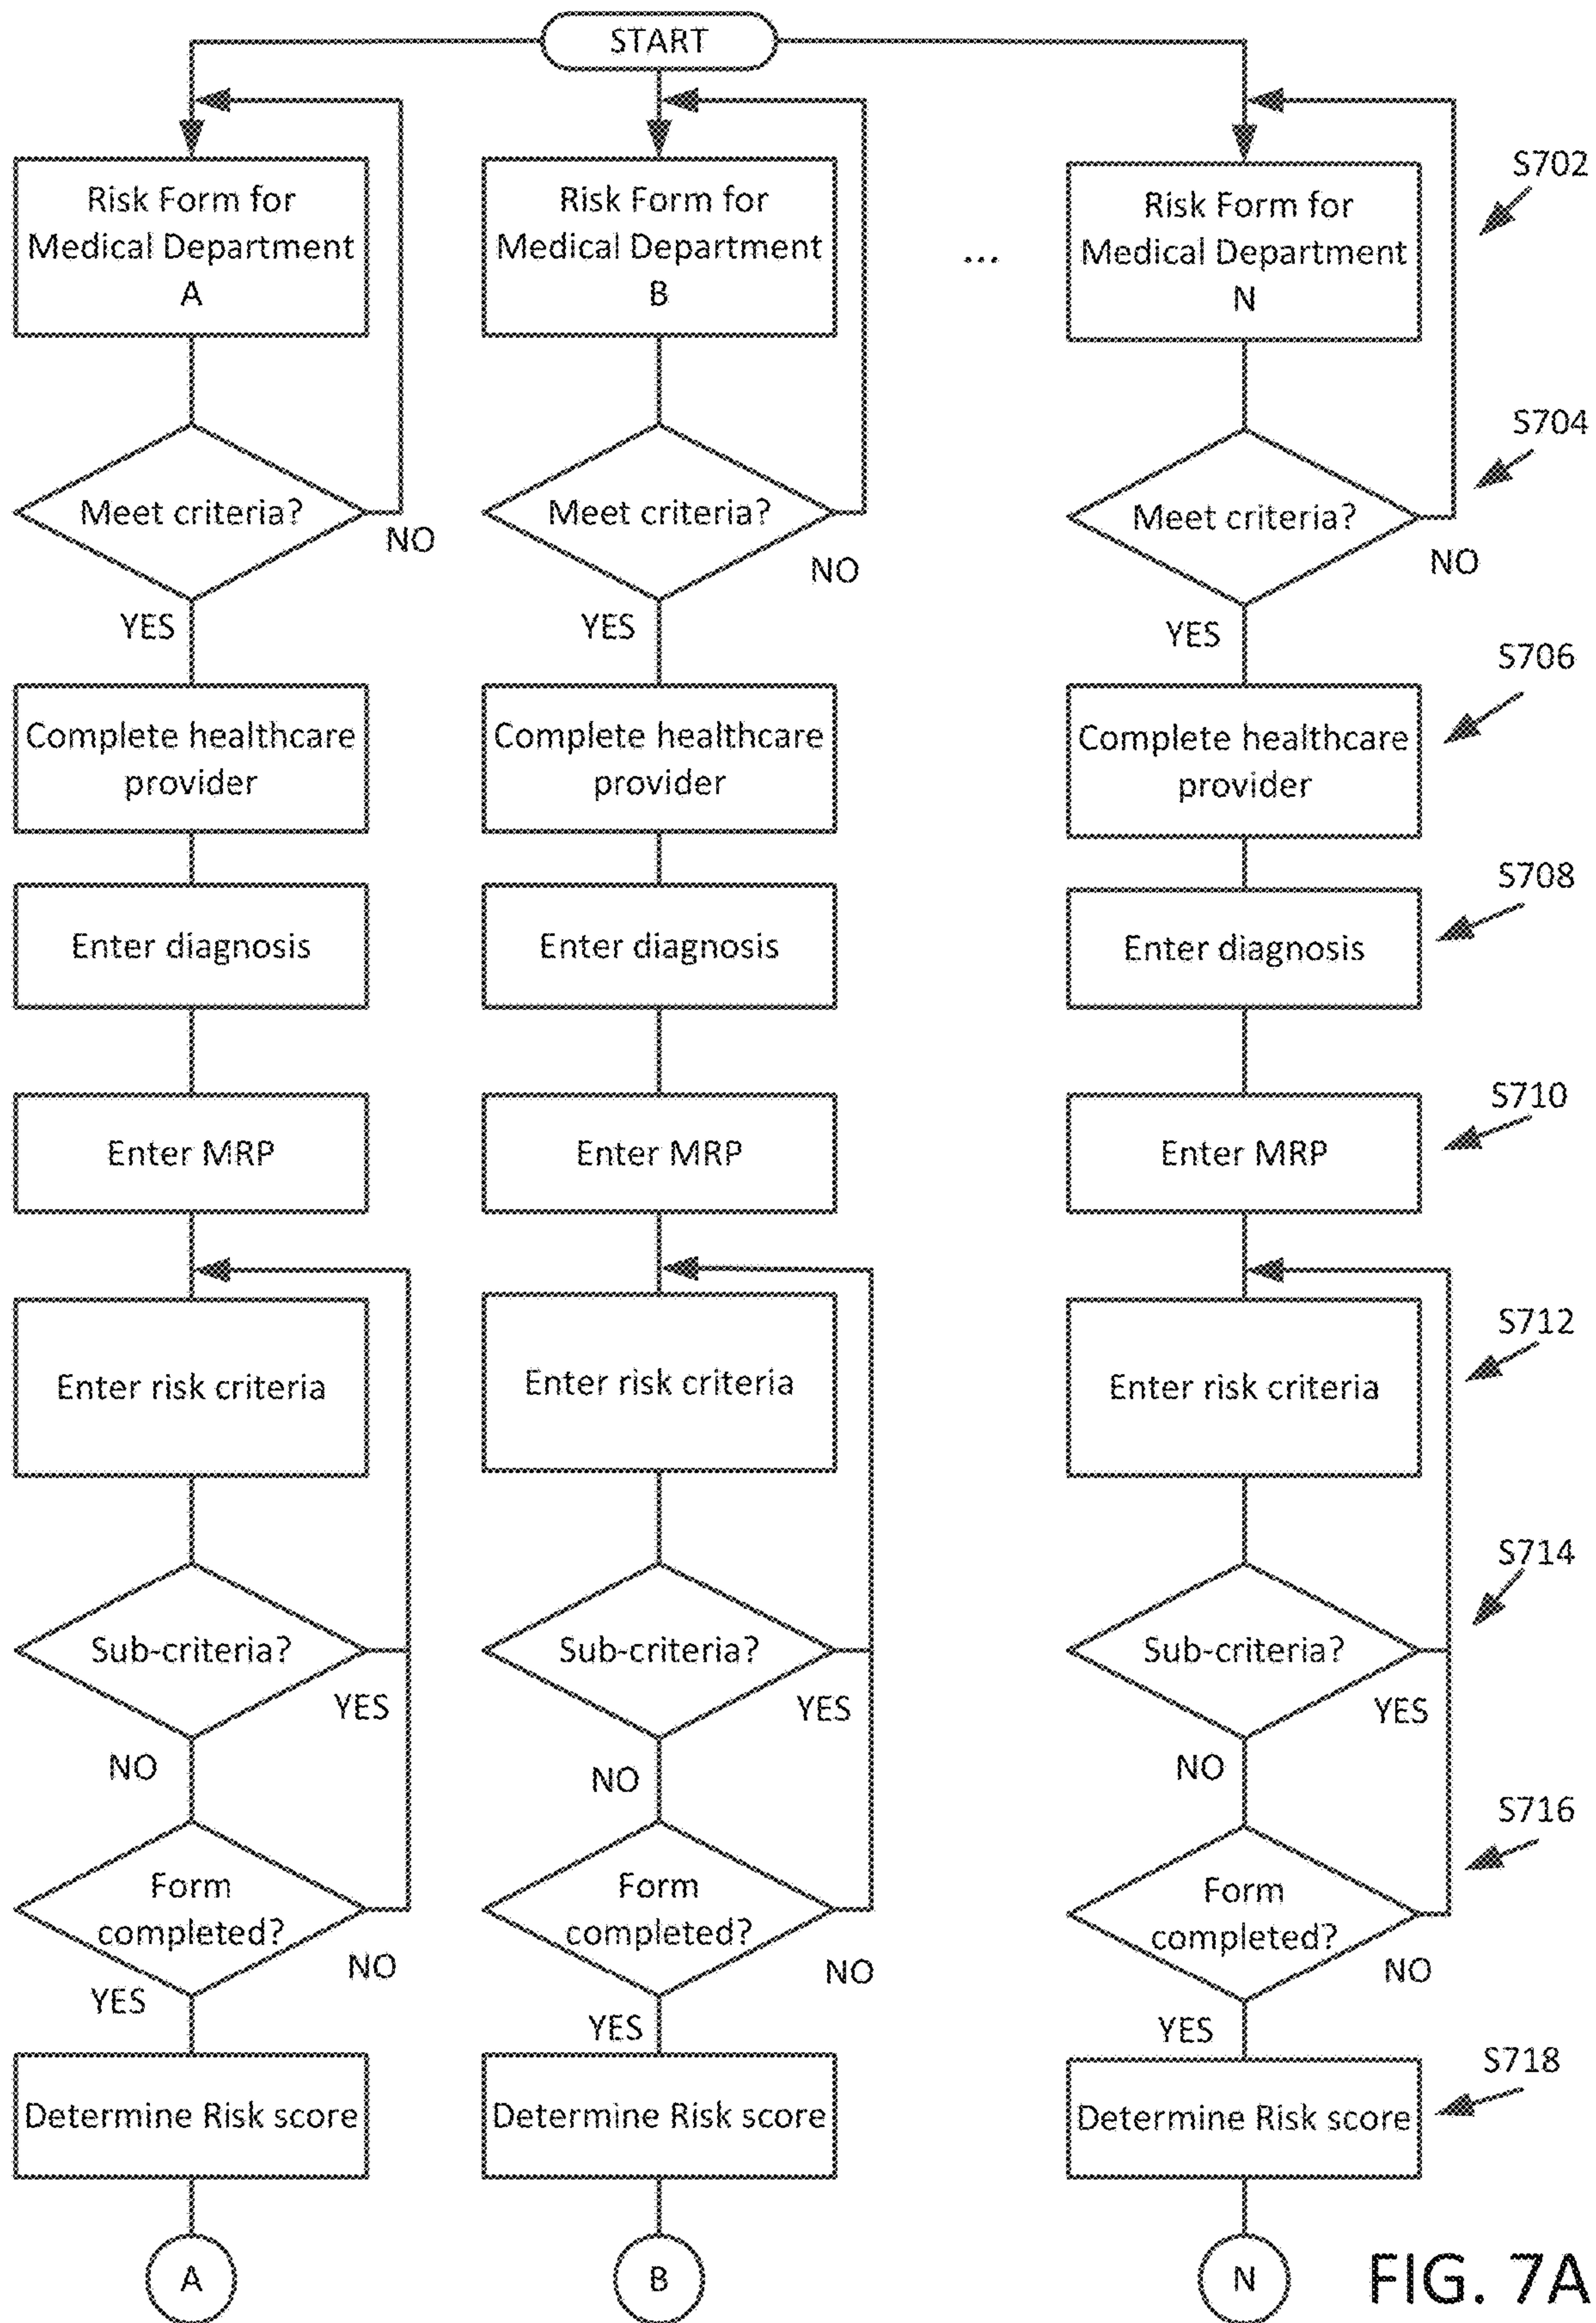 START
Risk Form for
Medical Department
A
Risk Form for
Medical Department
B
...
Risk Form for
Medical Department
N
S702
Meet criteria?
NO
YES
Meet criteria?
NO
YES
Meet criteria?
NO
YES
S704
Complete healthcare
provider
Complete healthcare
provider
Complete healthcare
provider
S706
Enter diagnosis
Enter diagnosis
Enter diagnosis
S708
Enter MRP
Enter MRP
Enter MRP
S710
Enter risk criteria
Enter risk criteria
Enter risk criteria
S712
Sub-criteria?
YES
NO
Sub-criteria?
YES
NO
Sub-criteria?
YES
NO
S714
Form
completed?
NO
YES
Form
completed?
NO
YES
Form
completed?
NO
YES
S716
Determine Risk score
Determine Risk score
Determine Risk score
S718
A
B
N
FIG. 7A